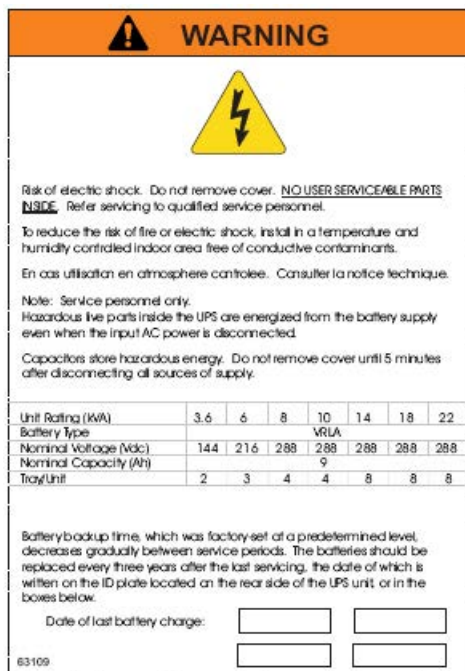 WARNING
Risk of electric shock. Do not remove cover. NO USER SERVICEABLE PARTS
INSIDE. Refer servicing to qualified service personnel.
To reduce the risk of fire or electric shock, install in a temperature and
humidity controlled indoor area free of conductive contaminants.
En cas utilisation en atmosphere controlee. Consulter la notice technique.
Note: Service personnel only.
Hazardous live parts inside the UPS are energized from the battery supply
even when the input AC power is disconnected.
Capacitors store hazardous energy. Do not remove cover until 5 minutes
after disconnecting all sources of supply.
Unit Rating (kVA) 3.6 6 8 10 14 18 22
Battery Type VRLA
Nominal Voltage (Vdc) 144 216 288 288 288 288 288
Nominal Capacity (Ah) 9
Tray/Unit 2 3 4 4 8 8 8
Battery backup time, which was factory-set at a predetermined level,
decreases gradually between service periods. The batteries should be
replaced every three years after the last servicing, the date of which is
written on the ID plate located on the rear side of the UPS unit, or in the
boxes below.
Date of last battery charge:
63109